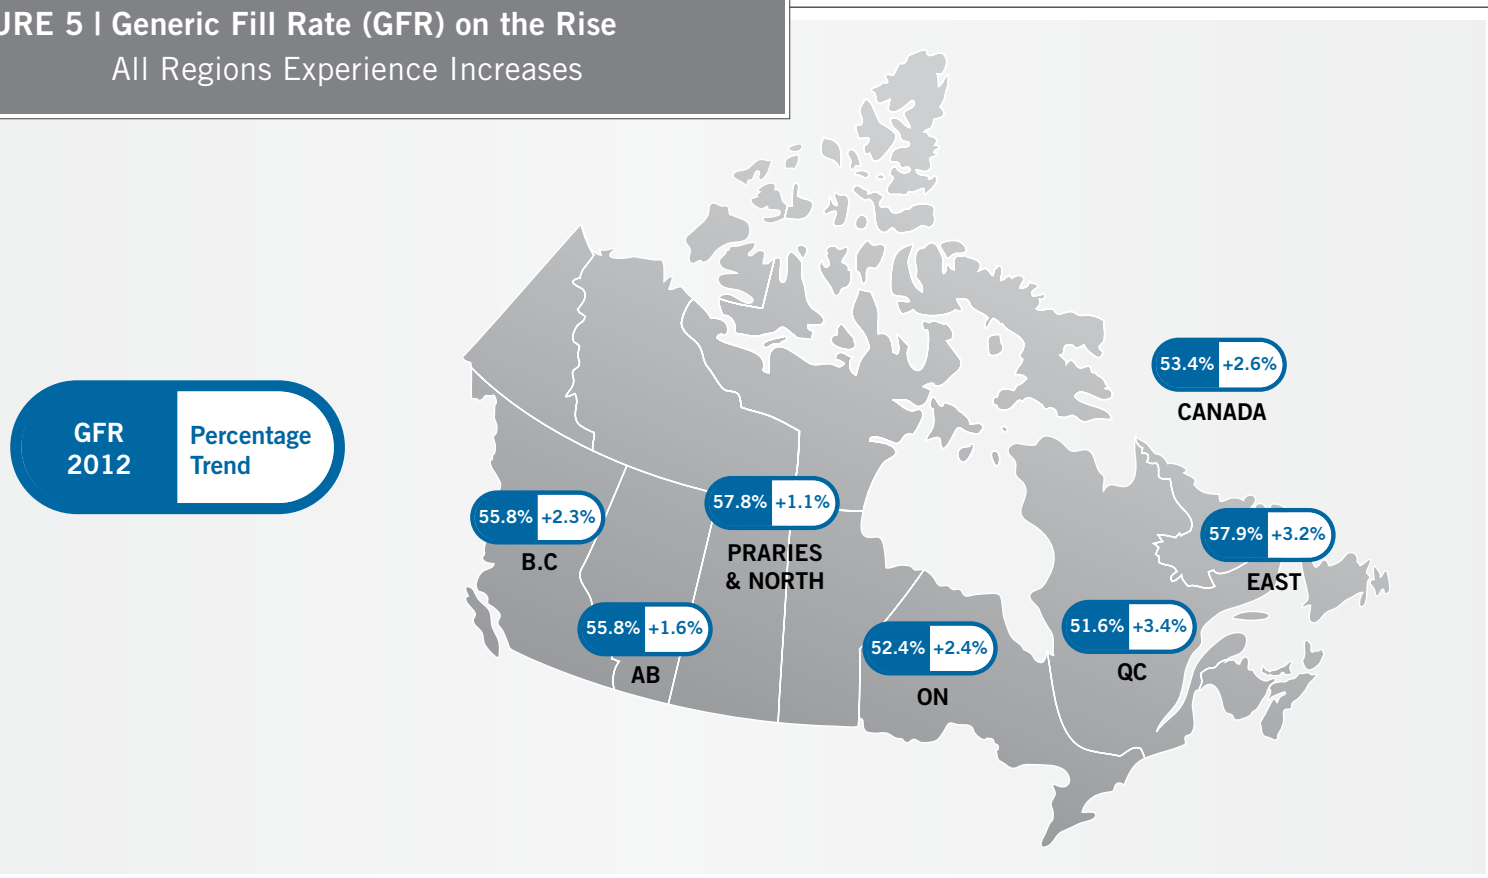 URE 5 | Generic Fill Rate (GFR) on the Rise
All Regions Experience Increases
GFR
2012
Percentage
Trend
53.4% +2.6%
CANADA
55.8% +2.3%
B.C
57.8% +1.1%
PRARIES
& NORTH
57.9% +3.2%
EAST
55.8% +1.6%
AB
52.4% +2.4%
ON
51.6% +3.4%
QC